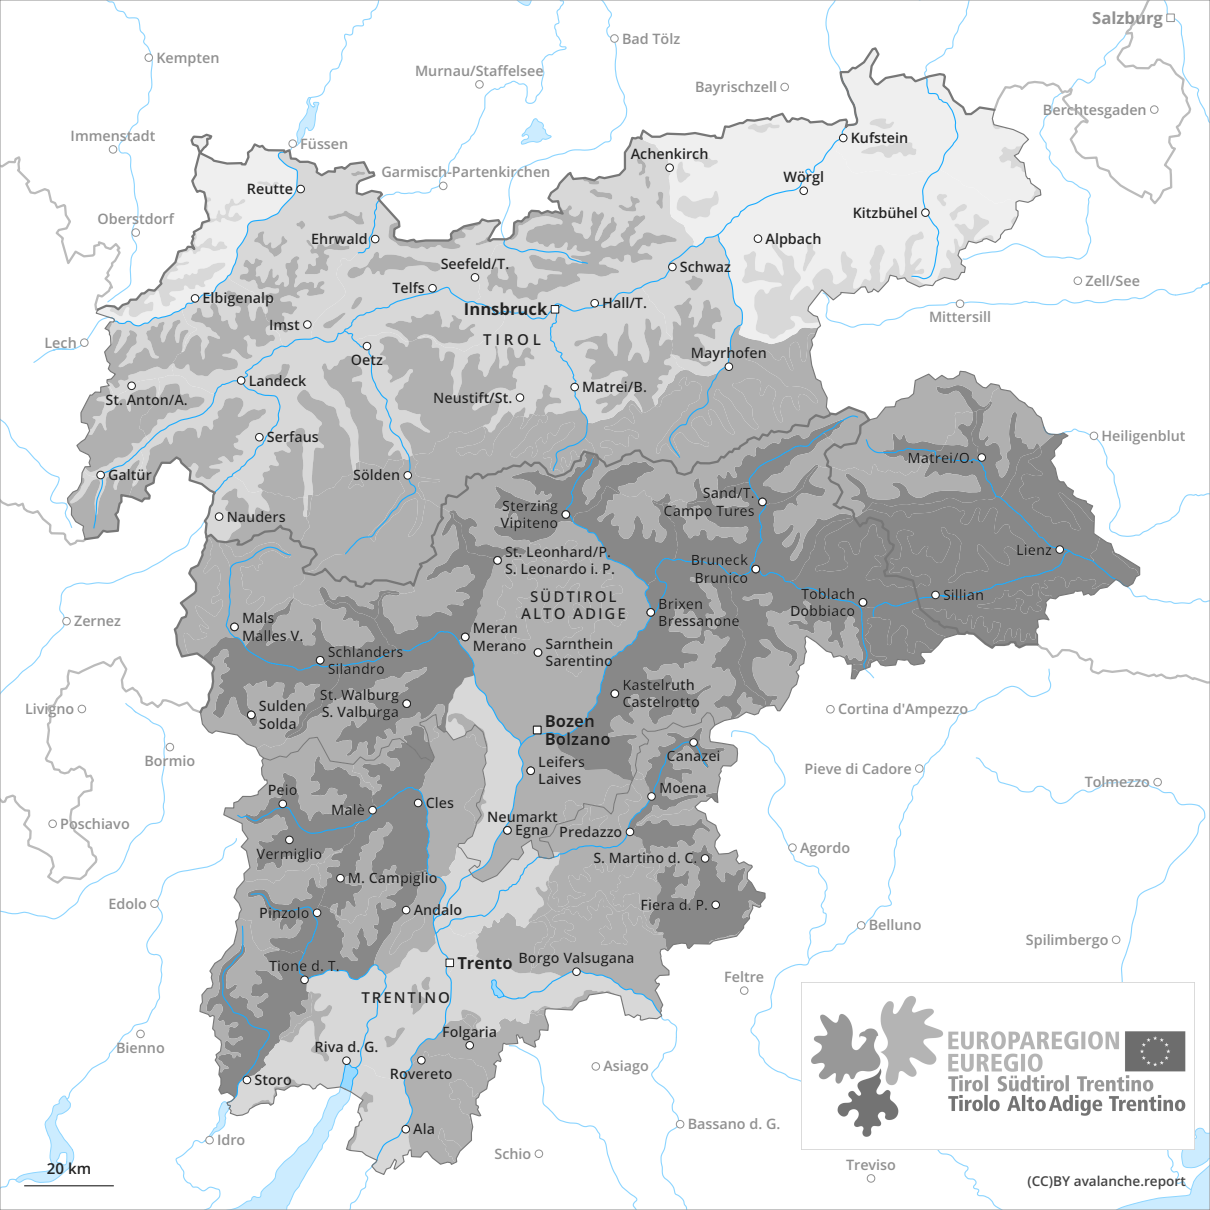 Salzburg
Bad Tölz
Kempten
Murnau/Staffelsee
Bayrischzell
Berchtesgaden
Immenstadt
Füssen
Kufstein
Achenkirch
Garmisch-Partenkirchen
Wörgl
Reutte
Oberstdorf
Kitzbühel
Ehrwald
Alpbach
Seefeld/T.
Schwaz
Zell/See
Telfs
Elbigenalp
Innsbruck
Hall/T.
Mittersill
Imst
TIROL
Lech
Oetz
Mayrhofen
Landeck
Matrei/B.
St. Anton/A.
Neustift/St.
Serfaus
Heiligenblut
Matrei/O.
Galtür
Sölden
Sand/T.
Campo Tures
Sterzing
Vipiteno
Nauders
St. Leonhard/P.
S. Leonardo i. P.
Lienz
Bruneck
Brunico
SÜDTIROL
ALTO ADIGE
Toblach
Dobbiaco
Sillian
Brixen
Bressanone
Zernez
Mals
Malles V.
Meran
Merano
Sarnthein
Sarentino
Schlanders
Silandro
Kastelruth
Castelrotto
St. Walburg
S. Valburga
Sulden
Solda
Livigno
Cortina d'Ampezzo
Bozen
Bolzano
Bormio
Canazei
Leifers
Laives
Pieve di Cadore
Tolmezzo
Peio
Moena
Malè
Cles
Neumarkt
Egna
Predazzo
Poschiavo
Vermiglio
Agordo
S. Martino d. C.
M. Campiglio
Edolo
Pinzolo
Andalo
Fiera d. P.
Belluno
Spilimbergo
Trento
Borgo Valsugana
Tione d. T.
Feltre
TRENTINO
Folgaria
Bienno
Riva d. G.
Rovereto
Asiago
Storo
EUROPAREGION
EUREGIO
Tirol Südtirol Trentino
Tirolo Alto Adige Trentino
Ala
Bassano d. G.
Idro
Schio
Treviso
20 km
(CC)BY avalanche.report